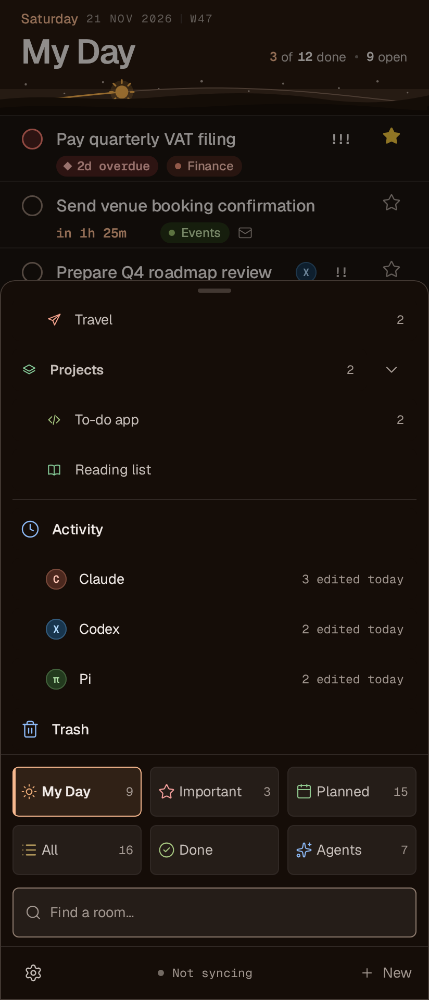 Saturday 21 NOV 2026 | W47
My Day
3 of 12 done • 9 open
Pay quarterly VAT filing !!!
◆ 2d overdue • Finance
Send venue booking confirmation
in 1h 25m • Events
Prepare Q4 roadmap review X !!
Travel 2
Projects 2
To-do app 2
Reading list
Activity
C Claude 3 edited today
X Codex 2 edited today
π Pi 2 edited today
Trash
My Day 9
Important 3
Planned 15
All 16
Done
Agents 7
Find a room…
• Not syncing
+ New